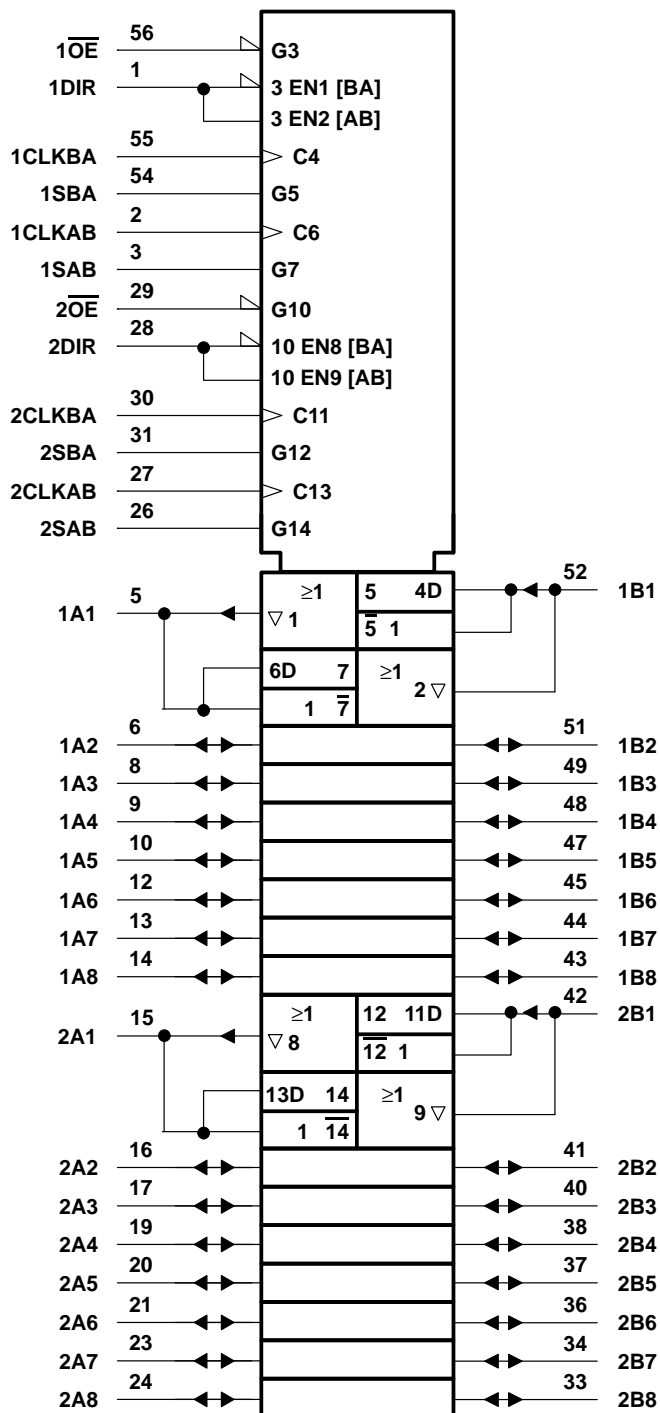 56
1O̅E̅ G3
1
1DIR 3 EN1 [BA]
3 EN2 [AB]
55
1CLKBA C4
54
1SBA G5
2
1CLKAB C6
3
1SAB G7
29
2O̅E̅ G10
28
2DIR 10 EN8 [BA]
10 EN9 [AB]
30
2CLKBA C11
31
2SBA G12
27
2CLKAB C13
26
2SAB G14
5 ≥1 5 4D 52
1A1 ▽ 1 5̅ 1 1B1
6D 7 ≥1
1 7̅ 2 ▽
6 51
1A2 1B2
8 49
1A3 1B3
9 48
1A4 1B4
10 47
1A5 1B5
12 45
1A6 1B6
13 44
1A7 1B7
14 43
1A8 1B8
15 ≥1 12 11D 42
2A1 ▽ 8 1̅2̅ 1 2B1
13D 14 ≥1
1 1̅4̅ 9 ▽
16 41
2A2 2B2
17 40
2A3 2B3
19 38
2A4 2B4
20 37
2A5 2B5
21 36
2A6 2B6
23 34
2A7 2B7
24 33
2A8 2B8